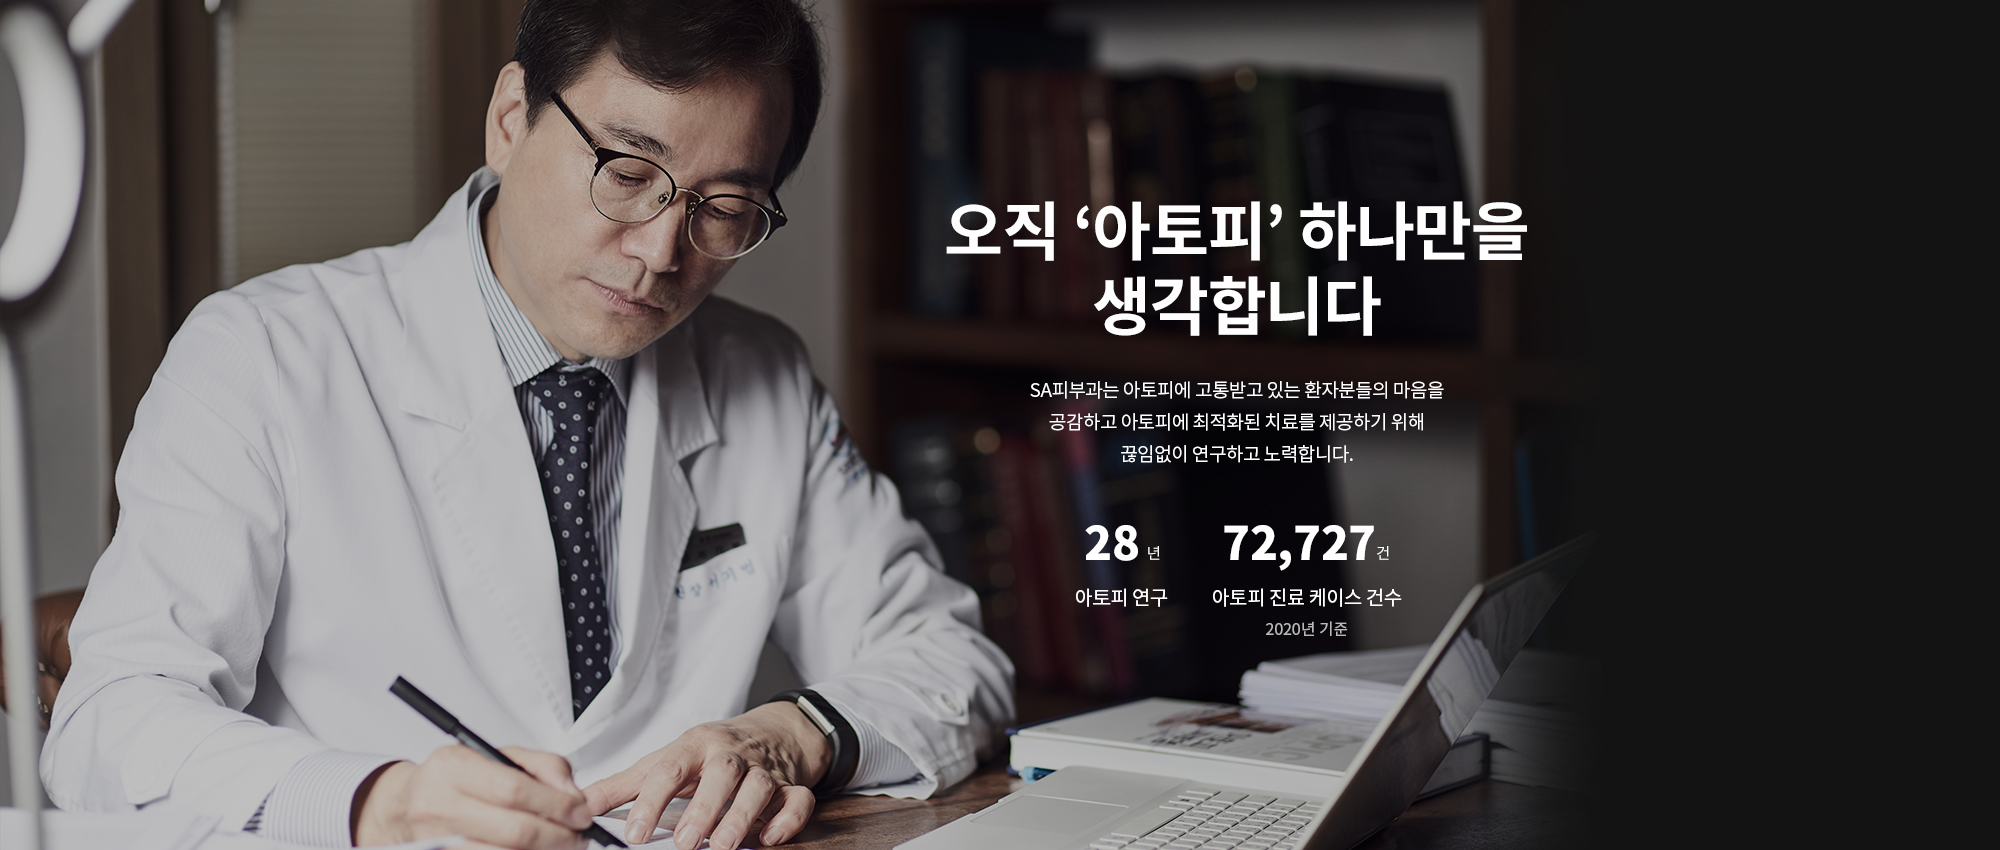 오직 ‘아토피’ 하나만을
생각합니다
SA피부과는 아토피에 고통받고 있는 환자분들의 마음을
공감하고 아토피에 최적화된 치료를 제공하기 위해
끊임없이 연구하고 노력합니다.
28 년
72,727건
아토피 연구
아토피 진료 케이스 건수
2020년 기준